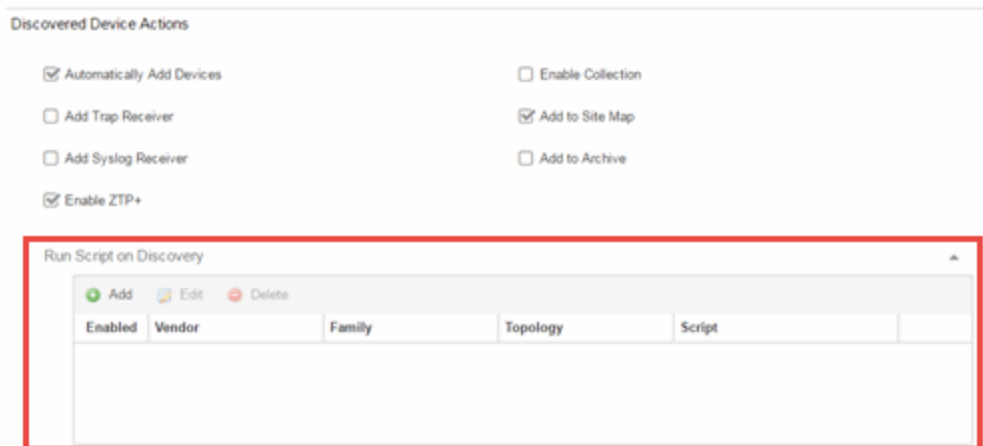 Discovered Device Actions
Automatically Add Devices
Enable Collection
Add Trap Receiver
Add to Site Map
Add Syslog Receiver
Add to Archive
Enable ZTP+
Run Script on Discovery
Add Edit Delete
Enabled Vendor Family Topology Script